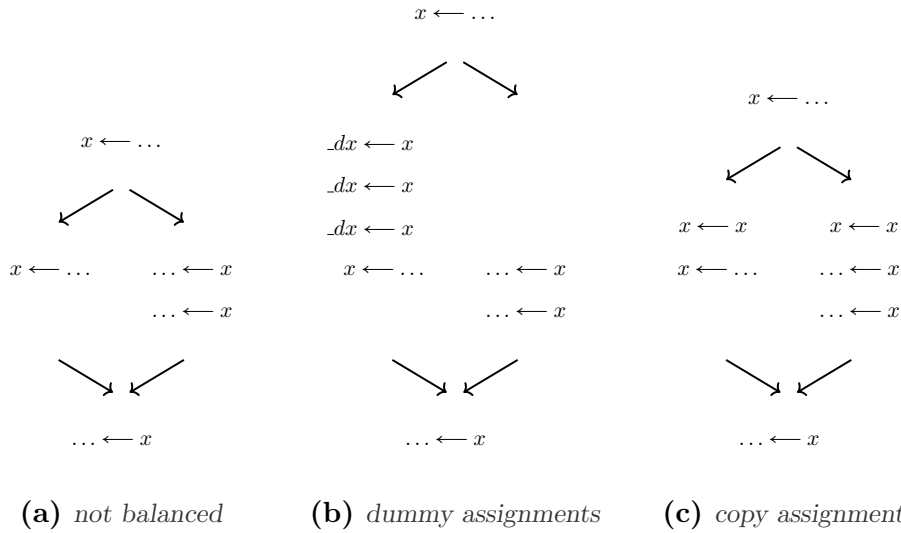 x ⟵ …
x ⟵ …
_dx ⟵ x
_dx ⟵ x
_dx ⟵ x
x ⟵ … … ⟵ x
… ⟵ x
… ⟵ x
x ⟵ …
x ⟵ … … ⟵ x
… ⟵ x
… ⟵ x
x ⟵ …
x ⟵ x x ⟵ x
x ⟵ … … ⟵ x
… ⟵ x
… ⟵ x
(a) not balanced
(b) dummy assignments
(c) copy assignment